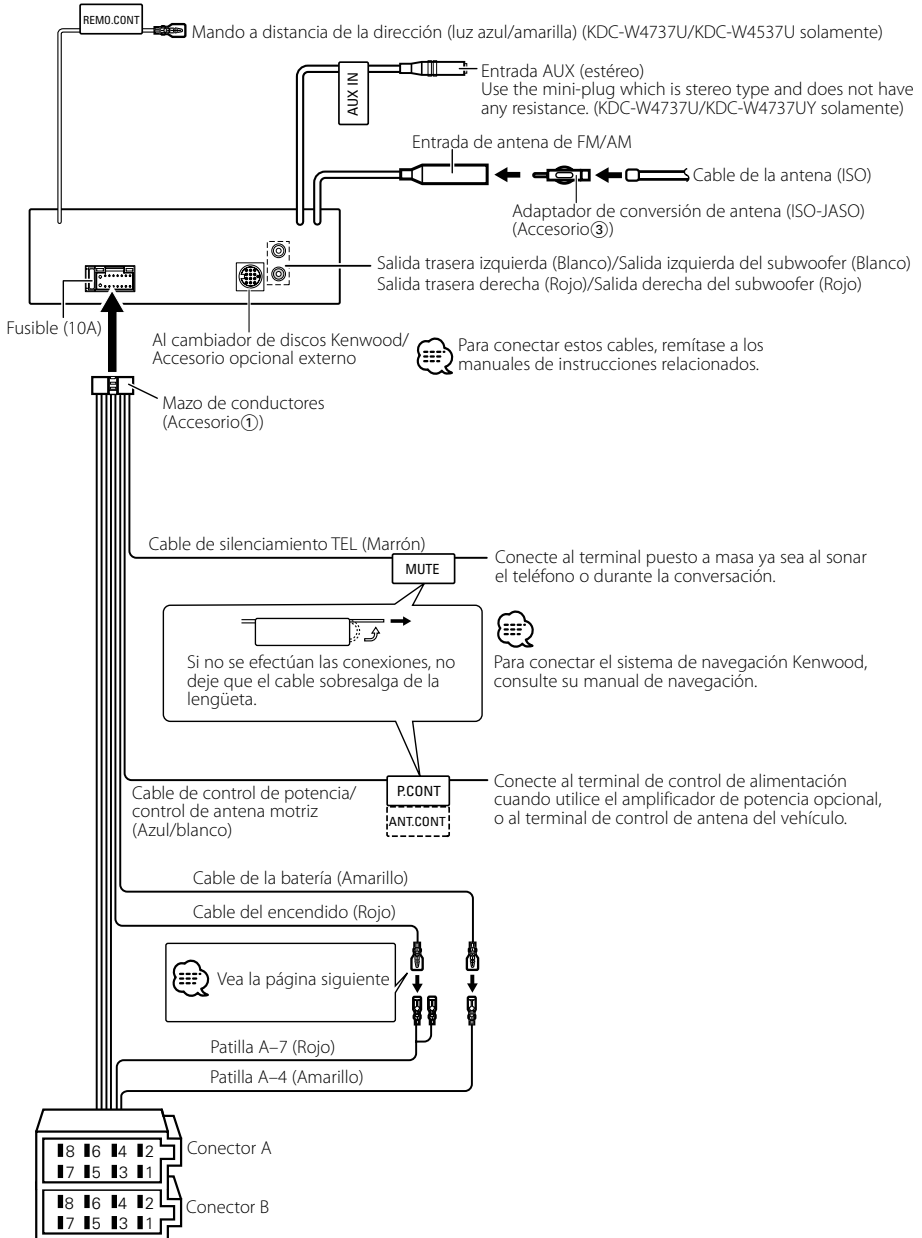 REMO.CONT
Mando a distancia de la dirección (luz azul/amarilla) (KDC-W4737U/KDC-W4537U solamente)
AUX IN
Entrada AUX (estéreo)
Use the mini-plug which is stereo type and does not have
any resistance. (KDC-W4737U/KDC-W4737UY solamente)
Entrada de antena de FM/AM
Cable de la antena (ISO)
Adaptador de conversión de antena (ISO-JASO)
(Accesorio③)
Salida trasera izquierda (Blanco)/Salida izquierda del subwoofer (Blanco)
Salida trasera derecha (Rojo)/Salida derecha del subwoofer (Rojo)
Fusible (10A)
Al cambiador de discos Kenwood/
Accesorio opcional externo
Para conectar estos cables, remítase a los
manuales de instrucciones relacionados.
Mazo de conductores
(Accesorio①)
Cable de silenciamiento TEL (Marrón)
MUTE
Conecte al terminal puesto a masa ya sea al sonar
el teléfono o durante la conversación.
Si no se efectúan las conexiones, no
deje que el cable sobresalga de la
lengüeta.
Para conectar el sistema de navegación Kenwood,
consulte su manual de navegación.
Cable de control de potencia/
control de antena motriz
(Azul/blanco)
P.CONT
ANT.CONT
Conecte al terminal de control de alimentación
cuando utilice el amplificador de potencia opcional,
o al terminal de control de antena del vehículo.
Cable de la batería (Amarillo)
Cable del encendido (Rojo)
Vea la página siguiente
Patilla A–7 (Rojo)
Patilla A–4 (Amarillo)
8 6 4 2
7 5 3 1
Conector A
8 6 4 2
7 5 3 1
Conector B